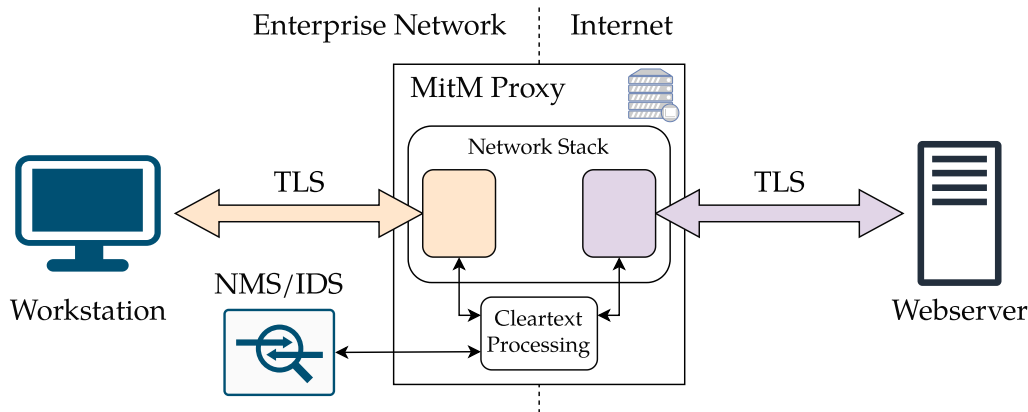 Enterprise Network
Internet
MitM Proxy
Network Stack
TLS
TLS
NMS/IDS
Workstation
Cleartext
Processing
Webserver